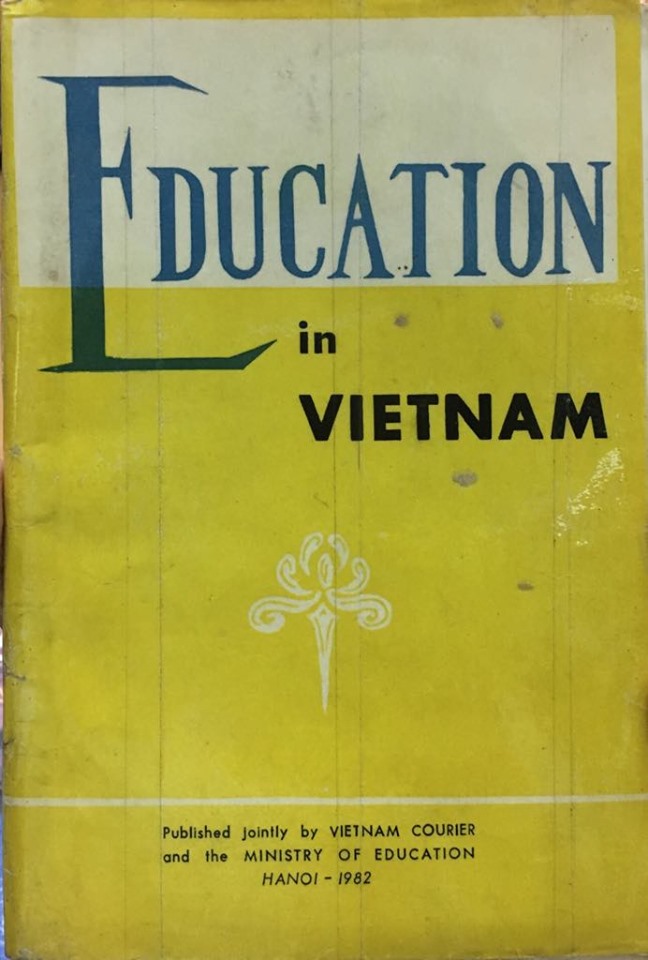 EDUCATION
in
VIETNAM
Published jointly by VIETNAM COURIER
and the MINISTRY OF EDUCATION
HANOI - 1982